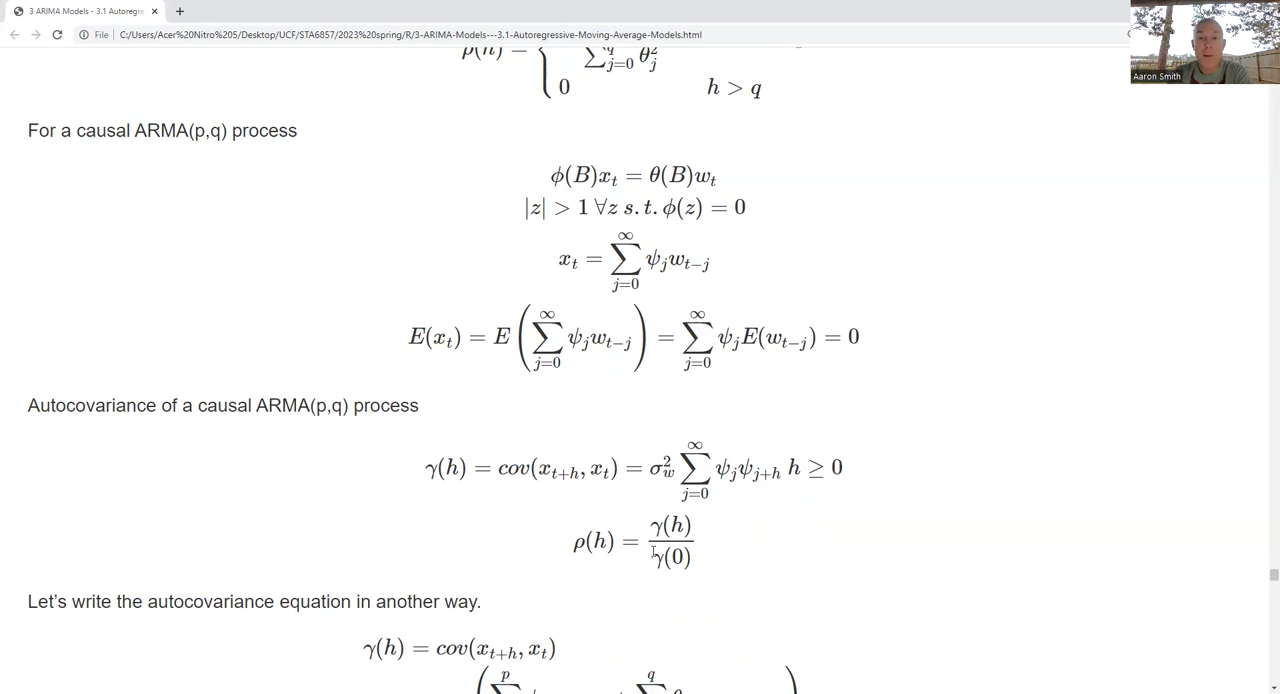 3 ARIMA Models - 3.1 Autoregre
File
C:/Users/Acer%20Nitro%205/Desktop/UCF/STA6857/2023%20spring/R/3-ARIMA-Models---3.1-Autoregressive-Moving-Average-Models.html
Aaron Smith
ρ(h) = { ∑_{j=0}^{q} θ_j^2
0 h > q
For a causal ARMA(p,q) process
ϕ(B)x_t = θ(B)w_t
|z| > 1 ∀z s.t. ϕ(z) = 0
x_t = ∑_{j=0}^{∞} ψ_j w_{t−j}
E(x_t) = E(∑_{j=0}^{∞} ψ_j w_{t−j}) = ∑_{j=0}^{∞} ψ_j E(w_{t−j}) = 0
Autocovariance of a causal ARMA(p,q) process
γ(h) = cov(x_{t+h}, x_t) = σ_w^2 ∑_{j=0}^{∞} ψ_j ψ_{j+h} h ≥ 0
ρ(h) = γ(h)/γ(0)
Let’s write the autocovariance equation in another way.
γ(h) = cov(x_{t+h}, x_t)